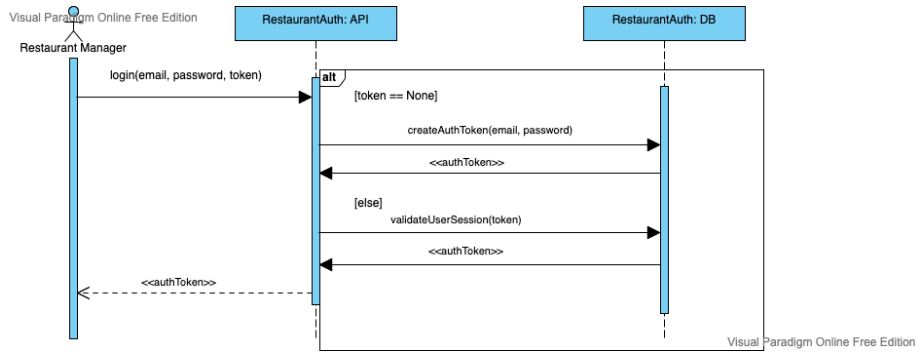 Visual Paradigm Online Free Edition
RestaurantAuth: API
RestaurantAuth: DB
Restaurant Manager
login(email, password, token)
alt
[token == None]
createAuthToken(email, password)
<<authToken>>
[else]
validateUserSession(token)
<<authToken>>
<<authToken>>
Visual Paradigm Online Free Edition